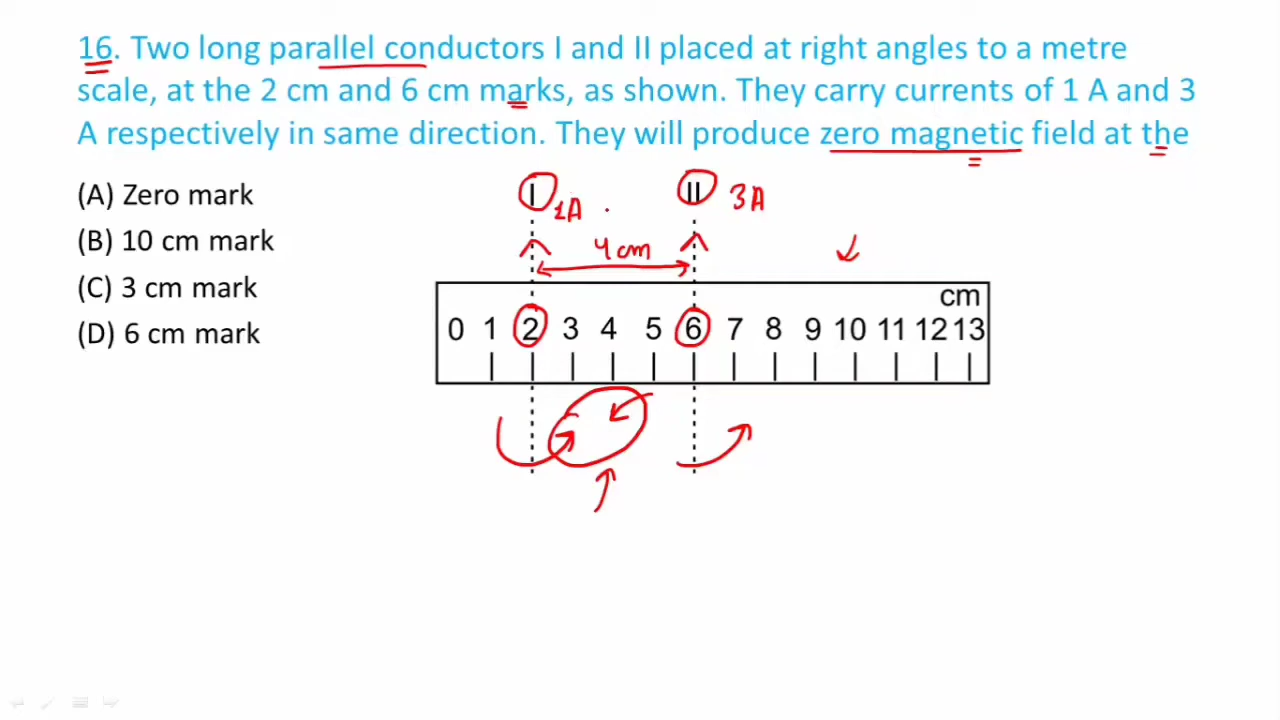 16. Two long parallel conductors I and II placed at right angles to a metre
scale, at the 2 cm and 6 cm marks, as shown. They carry currents of 1 A and 3
A respectively in same direction. They will produce zero magnetic field at the
(A) Zero mark
(B) 10 cm mark
(C) 3 cm mark
(D) 6 cm mark
I 1A II 3A
4cm
cm
0 1 2 3 4 5 6 7 8 9 10 11 12 13